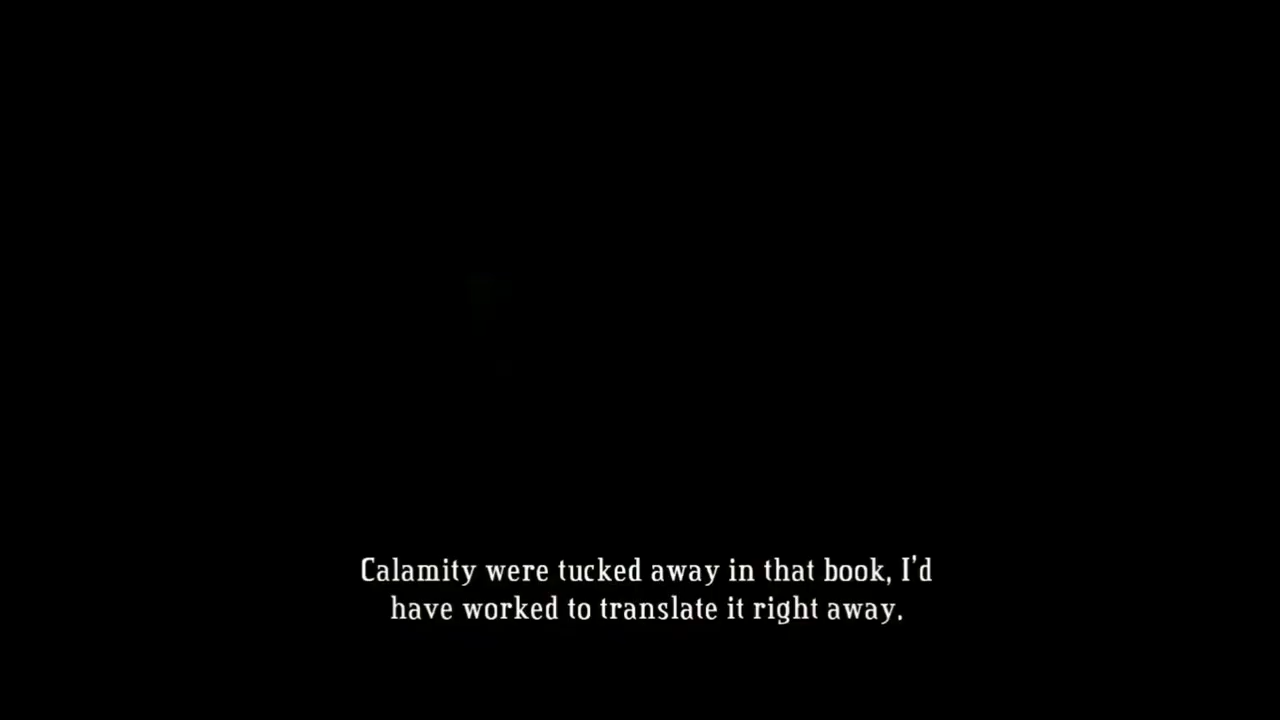 Calamity were tucked away in that book, I'd
have worked to translate it right away.